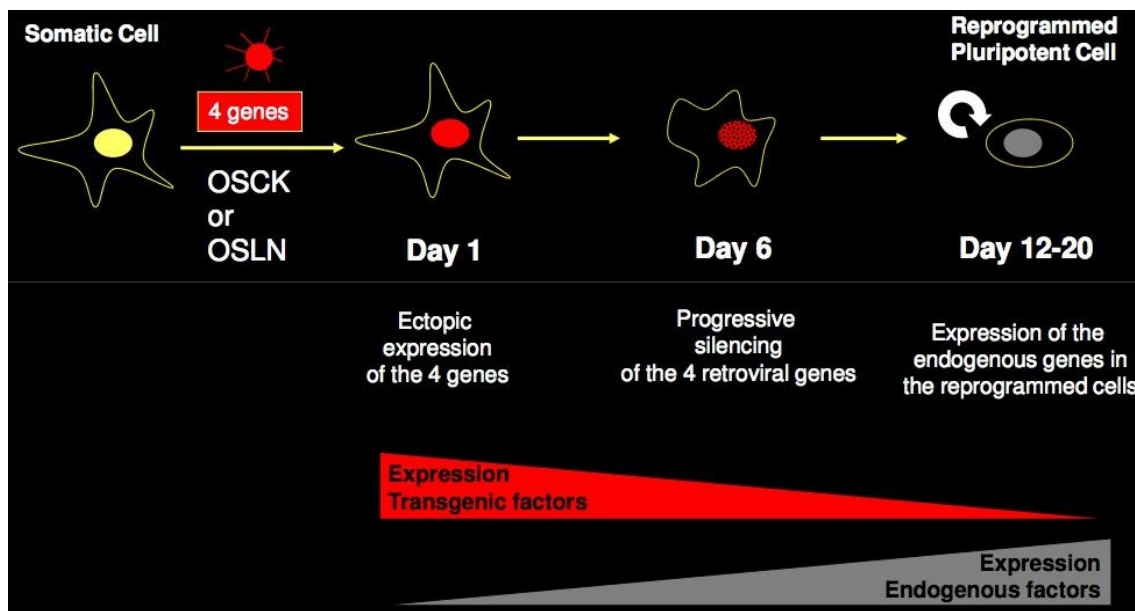 Somatic Cell
4 genes
OSCK
or
OSLN
Reprogrammed
Pluripotent Cell
Day 1
Day 6
Day 12-20
Ectopic
expression
of the 4 genes
Progressive
silencing
of the 4 retroviral genes
Expression of the
endogenous genes in
the reprogrammed cells
Expression
Transgenic factors
Expression
Endogenous factors